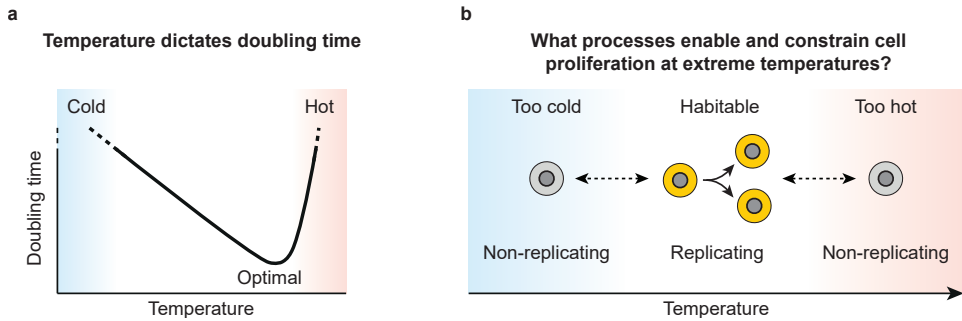 a
Temperature dictates doubling time
Cold
Hot
Doubling time
Optimal
Temperature
b
What processes enable and constrain cell
proliferation at extreme temperatures?
Too cold
Habitable
Too hot
Non-replicating
Replicating
Non-replicating
Temperature